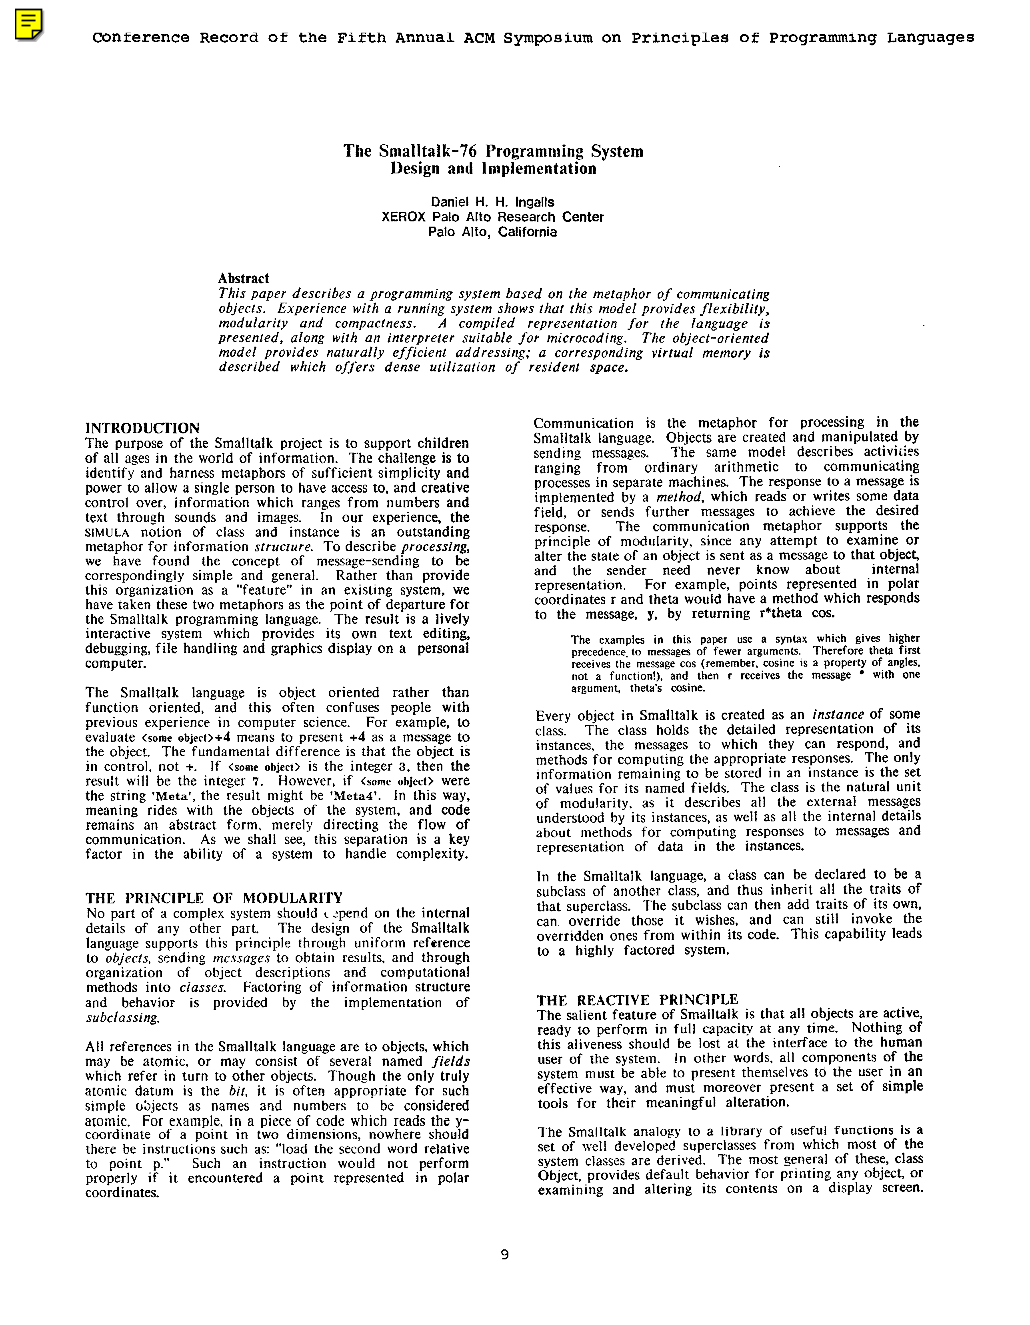 Conference Record of the Fifth Annual ACM Symposium on Principles of Programming Languages
The Smalltalk-76 Programming System
Design and Implementation
Daniel H. H. Ingalls
XEROX Palo Alto Research Center
Palo Alto, California
Abstract
This paper describes a programming system based on the metaphor of communicating
objects. Experience with a running system shows that this model provides flexibility,
modularity and compactness. A compiled representation for the language is
presented, along with an interpreter suitable for microcoding. The object-oriented
model provides naturally efficient addressing; a corresponding virtual memory is
described which offers dense utilization of resident space.
INTRODUCTION
The purpose of the Smalltalk project is to support children
of all ages in the world of information. The challenge is to
identify and harness metaphors of sufficient simplicity and
power to allow a single person to have access to, and creative
control over, information which ranges from numbers and
text through sounds and images. In our experience, the
SIMULA notion of class and instance is an outstanding
metaphor for information structure. To describe processing,
we have found the concept of message-sending to be
correspondingly simple and general. Rather than provide
this organization as a "feature" in an existing system, we
have taken these two metaphors as the point of departure for
the Smalltalk programming language. The result is a lively
interactive system which provides its own text editing,
debugging, file handling and graphics display on a personal
computer.
The Smalltalk language is object oriented rather than
function oriented, and this often confuses people with
previous experience in computer science. For example, to
evaluate <some object>+4 means to present +4 as a message to
the object. The fundamental difference is that the object is
in control, not +. If <some object> is the integer 3, then the
result will be the integer 7. However, if <some object> were
the string 'Meta', the result might be 'Meta4'. In this way,
meaning rides with the objects of the system, and code
remains an abstract form, merely directing the flow of
communication. As we shall see, this separation is a key
factor in the ability of a system to handle complexity.
THE PRINCIPLE OF MODULARITY
No part of a complex system should depend on the internal
details of any other part. The design of the Smalltalk
language supports this principle through uniform reference
to objects, sending messages to obtain results, and through
organization of object descriptions and computational
methods into classes. Factoring of information structure
and behavior is provided by the implementation of
subclassing.
All references in the Smalltalk language are to objects, which
may be atomic, or may consist of several named fields
which refer in turn to other objects. Though the only truly
atomic datum is the bit, it is often appropriate for such
simple objects as names and numbers to be considered
atomic. For example, in a piece of code which reads the y-
coordinate of a point in two dimensions, nowhere should
there be instructions such as: "load the second word relative
to point p." Such an instruction would not perform
properly if it encountered a point represented in polar
coordinates.
Communication is the metaphor for processing in the
Smalltalk language. Objects are created and manipulated by
sending messages. The same model describes activities
ranging from ordinary arithmetic to communicating
processes in separate machines. The response to a message is
implemented by a method, which reads or writes some data
field, or sends further messages to achieve the desired
response. The communication metaphor supports the
principle of modularity, since any attempt to examine or
alter the state of an object is sent as a message to that object,
and the sender need never know about internal
representation. For example, points represented in polar
coordinates r and theta would have a method which responds
to the message, y, by returning r*theta cos.
The examples in this paper use a syntax which gives higher
precedence to messages of fewer arguments. Therefore theta first
receives the message cos (remember, cosine is a property of angles,
not a function!), and then r receives the message * with one
argument, theta's cosine.
Every object in Smalltalk is created as an instance of some
class. The class holds the detailed representation of its
instances, the messages to which they can respond, and
methods for computing the appropriate responses. The only
information remaining to be stored in an instance is the set
of values for its named fields. The class is the natural unit
of modularity, as it describes all the external messages
understood by its instances, as well as all the internal details
about methods for computing responses to messages and
representation of data in the instances.
In the Smalltalk language, a class can be declared to be a
subclass of another class, and thus inherit all the traits of
that superclass. The subclass can then add traits of its own,
can override those it wishes, and can still invoke the
overridden ones from within its code. This capability leads
to a highly factored system.
THE REACTIVE PRINCIPLE
The salient feature of Smalltalk is that all objects are active,
ready to perform in full capacity at any time. Nothing of
this aliveness should be lost at the interface to the human
user of the system. In other words, all components of the
system must be able to present themselves to the user in an
effective way, and must moreover present a set of simple
tools for their meaningful alteration.
The Smalltalk analogy to a library of useful functions is a
set of well developed superclasses from which most of the
system classes are derived. The most general of these, class
Object, provides default behavior for printing any object, or
examining and altering its contents on a display screen.
9